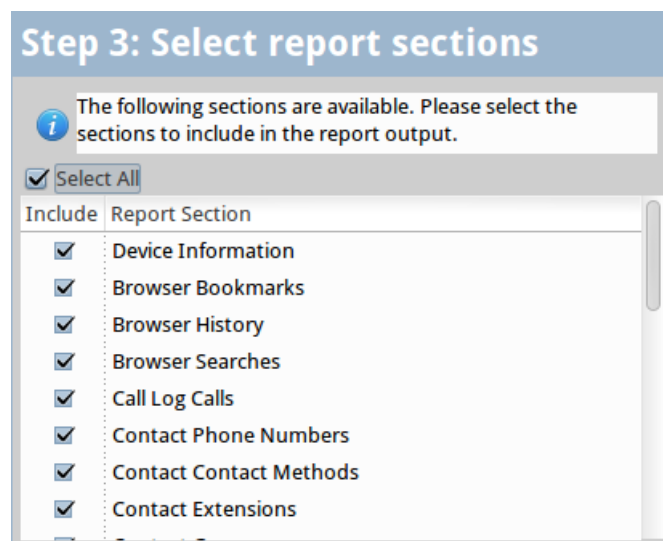 Step 3: Select report sections
The following sections are available. Please select the
sections to include in the report output.
Select All
Include Report Section
Device Information
Browser Bookmarks
Browser History
Browser Searches
Call Log Calls
Contact Phone Numbers
Contact Contact Methods
Contact Extensions